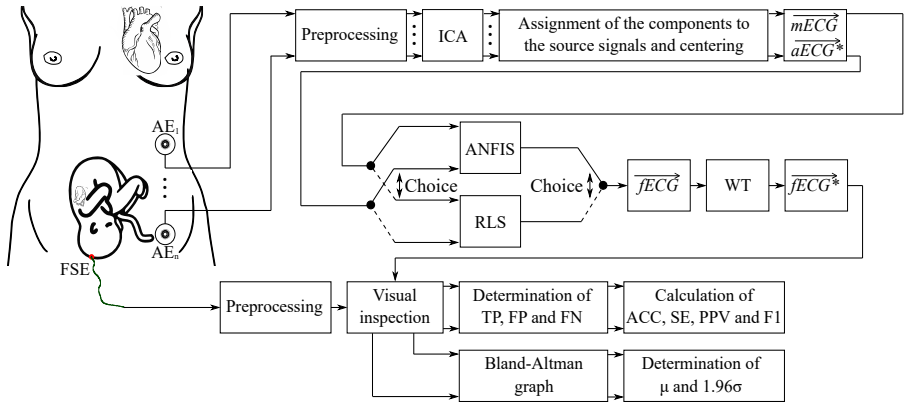 Preprocessing
ICA
Assignment of the components to
the source signals and centering
mECG
aECG*
AE1
AEn
FSE
ANFIS
Choice
RLS
Choice
fECG
WT
fECG*
Preprocessing
Visual
inspection
Determination of
TP, FP and FN
Calculation of
ACC, SE, PPV and F1
Bland-Altman
graph
Determination of
μ and 1.96σ